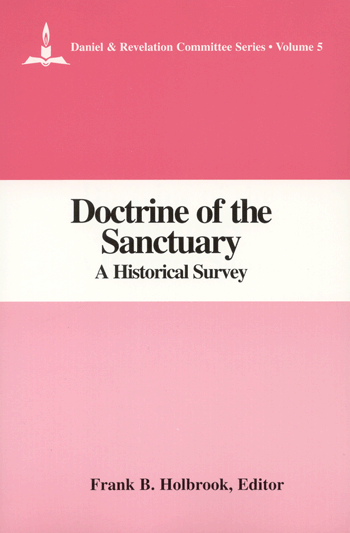 Daniel & Revelation Committee Series • Volume 5
Doctrine of the
Sanctuary
A Historical Survey
Frank B. Holbrook, Editor